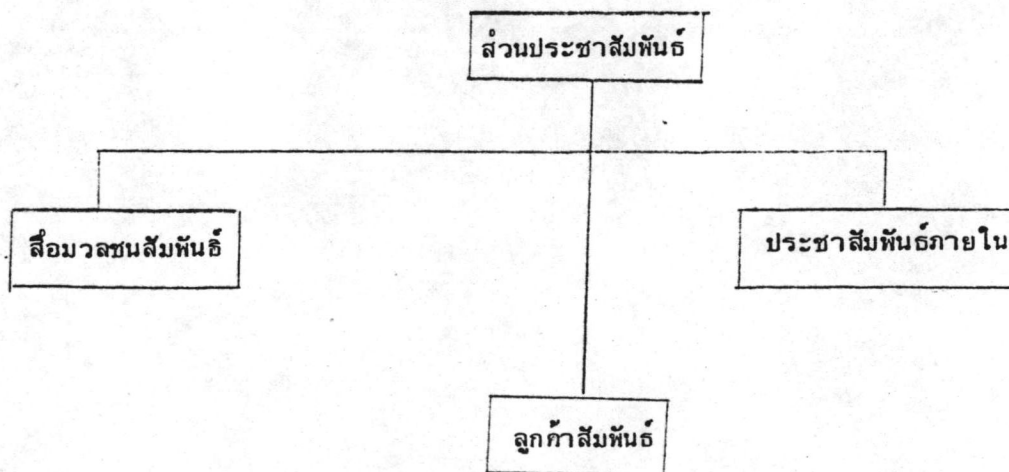 ส่วนประชาสัมพันธ์
สื่อมวลชนสัมพันธ์
ประชาสัมพันธ์ภายใน
ลูกค้าสัมพันธ์